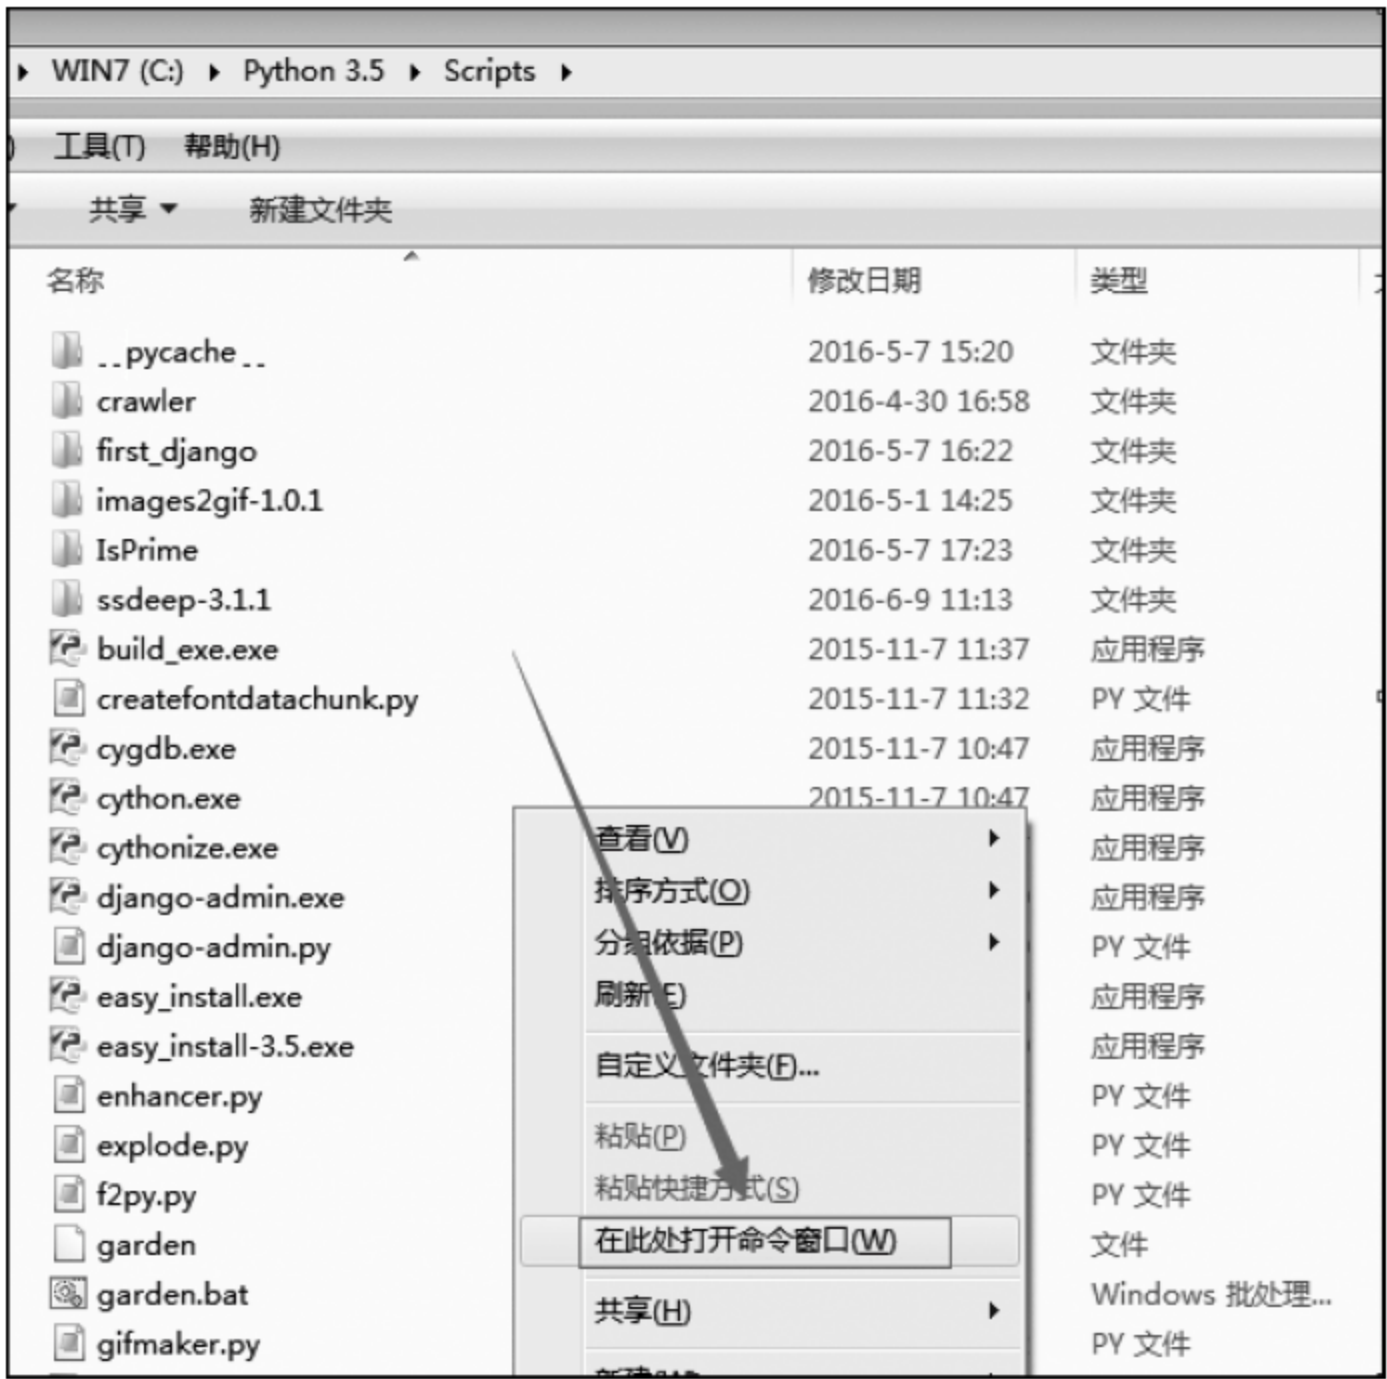 WIN7 (C:) Python 3.5 Scripts
工具(T) 帮助(H)
共享 新建文件夹
名称 修改日期 类型
__pycache__ 2016-5-7 15:20 文件夹
crawler 2016-4-30 16:58 文件夹
first_django 2016-5-7 16:22 文件夹
images2gif-1.0.1 2016-5-1 14:25 文件夹
IsPrime 2016-5-7 17:23 文件夹
ssdeep-3.1.1 2016-6-9 11:13 文件夹
build_exe.exe 2015-11-7 11:37 应用程序
createfontdatachunk.py 2015-11-7 11:32 PY 文件
cygdb.exe 2015-11-7 10:47 应用程序
cython.exe 2015-11-7 10:47 应用程序
cythonize.exe 应用程序
django-admin.exe 应用程序
django-admin.py PY 文件
easy_install.exe 应用程序
easy_install-3.5.exe 应用程序
enhancer.py PY 文件
explode.py PY 文件
f2py.py PY 文件
garden 文件
garden.bat Windows 批处理...
gifmaker.py PY 文件
查看(V)
排序方式(O)
分组依据(P)
刷新(E)
自定义文件夹(F)...
粘贴(P)
粘贴快捷方式(S)
在此处打开命令窗口(W)
共享(H)